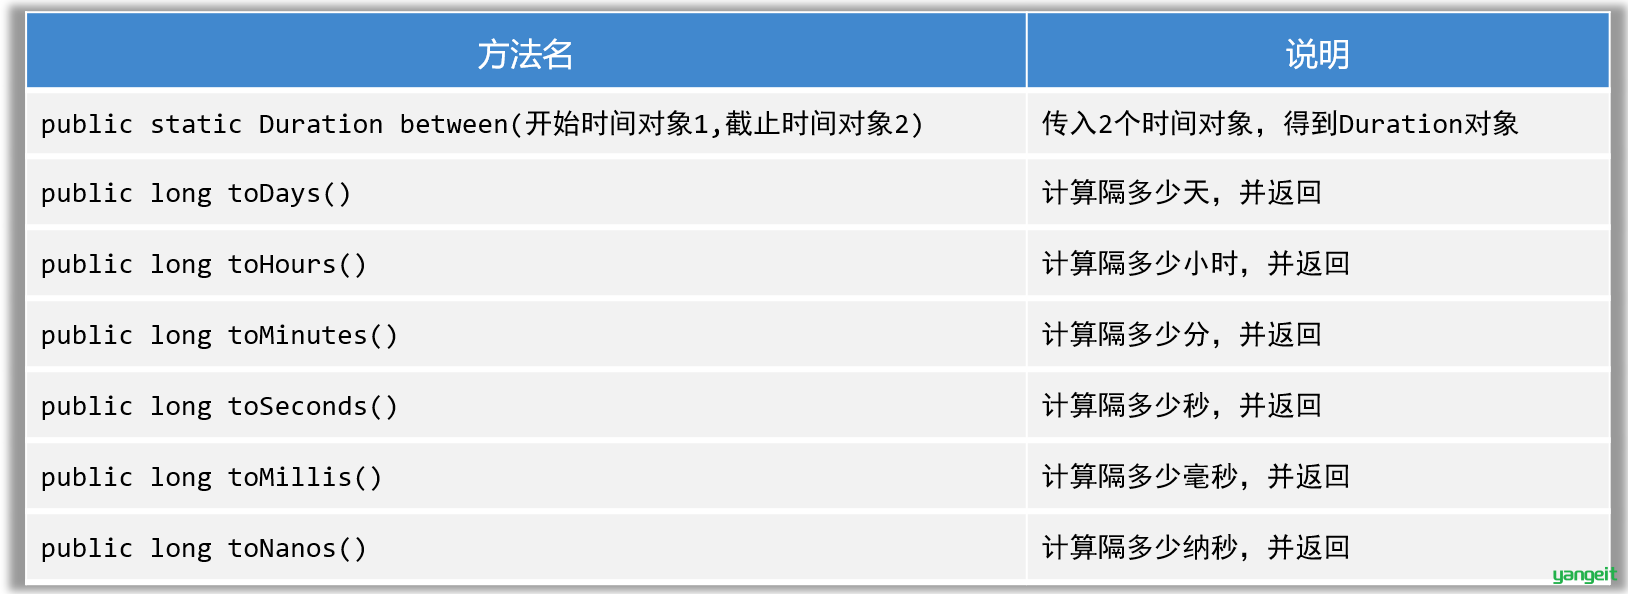 方法名 说明
public static Duration between(开始时间对象1,截止时间对象2) 传入2个时间对象，得到Duration对象
public long toDays() 计算隔多少天，并返回
public long toHours() 计算隔多少小时，并返回
public long toMinutes() 计算隔多少分，并返回
public long toSeconds() 计算隔多少秒，并返回
public long toMillis() 计算隔多少毫秒，并返回
public long toNanos() 计算隔多少纳秒，并返回
yangeit